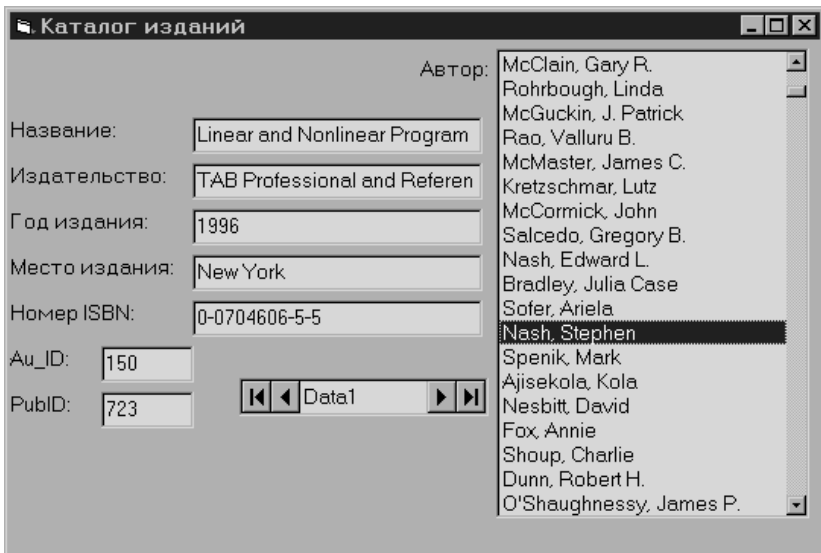 Каталог изданий
Автор:
McClain, Gary R.
Rohrbough, Linda
McGuckin, J. Patrick
Rao, Valluru B.
McMaster, James C.
Kretzschmar, Lutz
McCormick, John
Salcedo, Gregory B.
Nash, Edward L.
Bradley, Julia Case
Sofer, Ariela
Nash, Stephen
Spenik, Mark
Ajisekola, Kola
Nesbitt, David
Fox, Annie
Shoup, Charlie
Dunn, Robert H.
O'Shaughnessy, James P.
Название: Linear and Nonlinear Program
Издательство: TAB Professional and Referen
Год издания: 1996
Место издания: New York
Номер ISBN: 0-0704606-5-5
Au_ID: 150
PubID: 723
Data1